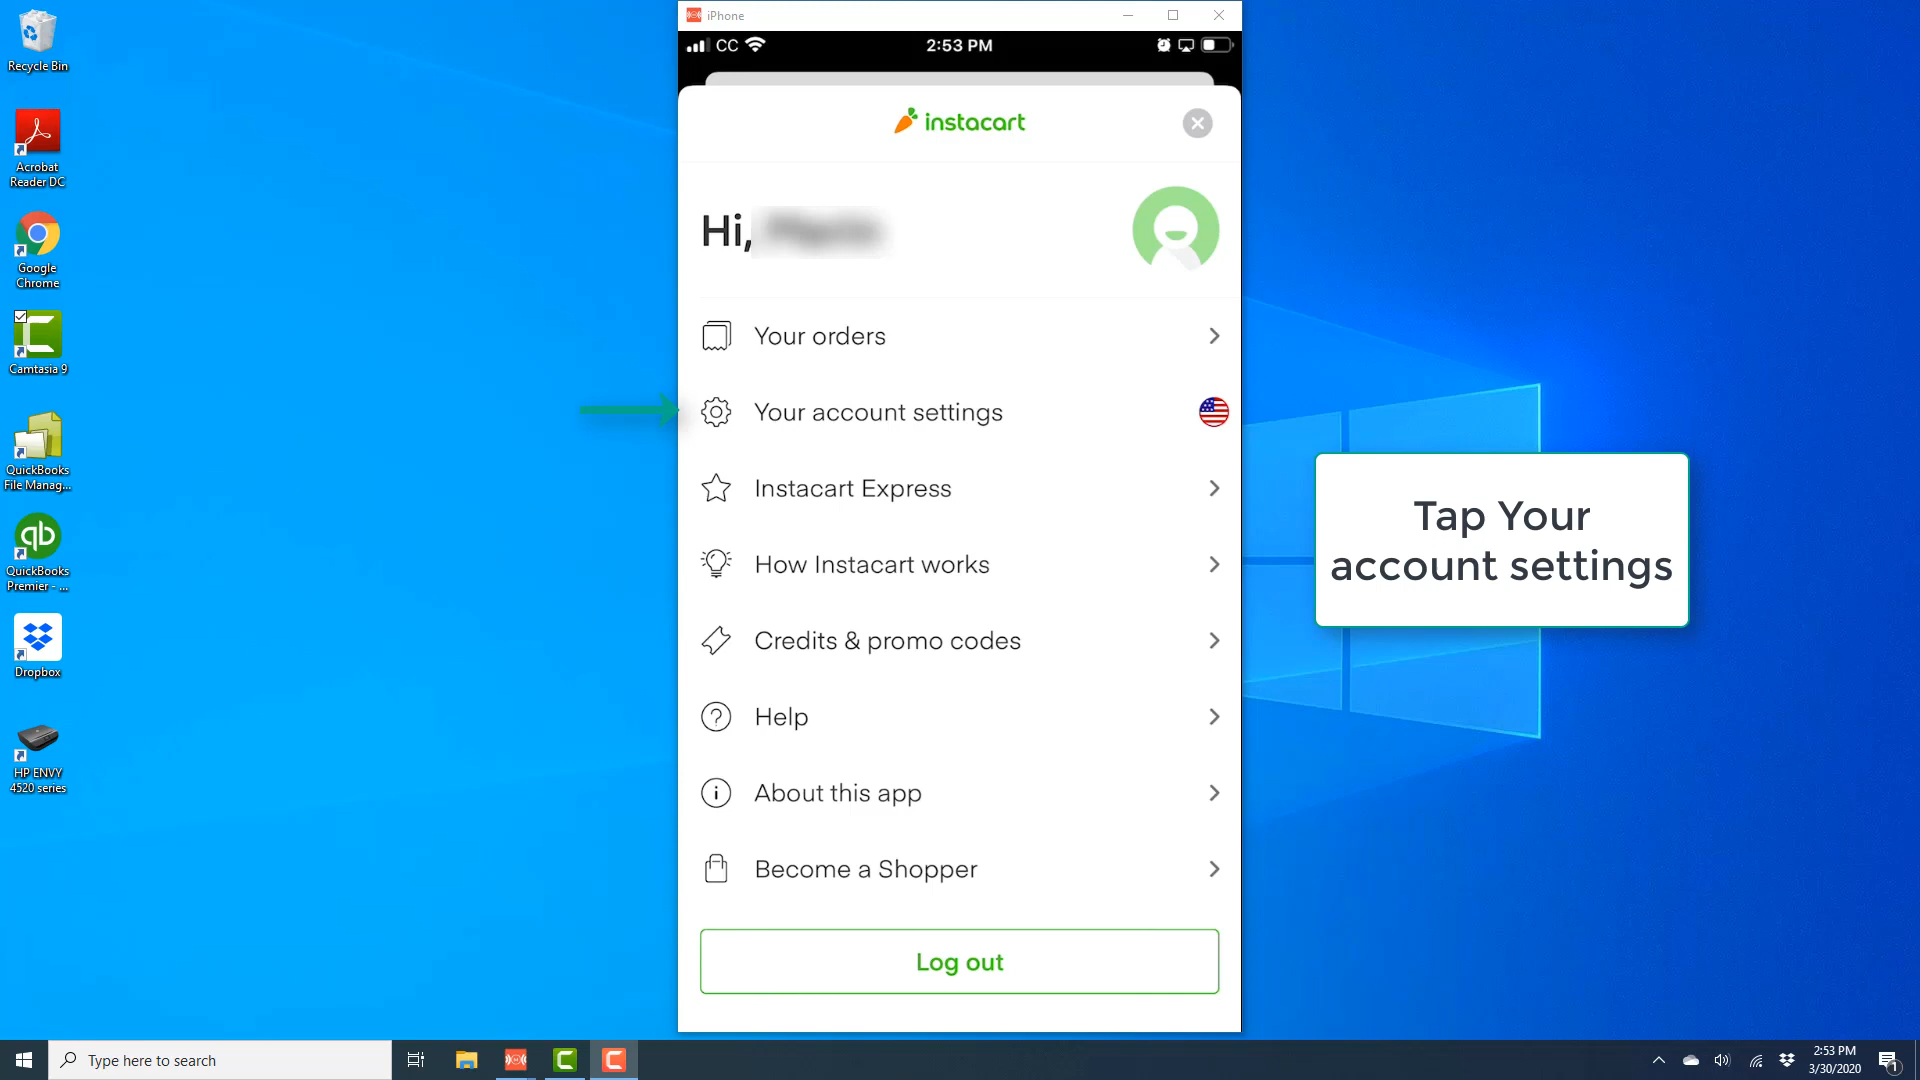 Recycle Bin
Acrobat
Reader DC
Google
Chrome
Camtasia 9
QuickBooks
File Manag...
QuickBooks
Premier - ...
Dropbox
HP ENVY
4520 series
iPhone
CC
2:53 PM
instacart
Hi,
Your orders
Your account settings
Instacart Express
How Instacart works
Credits & promo codes
Help
About this app
Become a Shopper
Log out
Tap Your
account settings
Type here to search
2:53 PM
3/30/2020
1